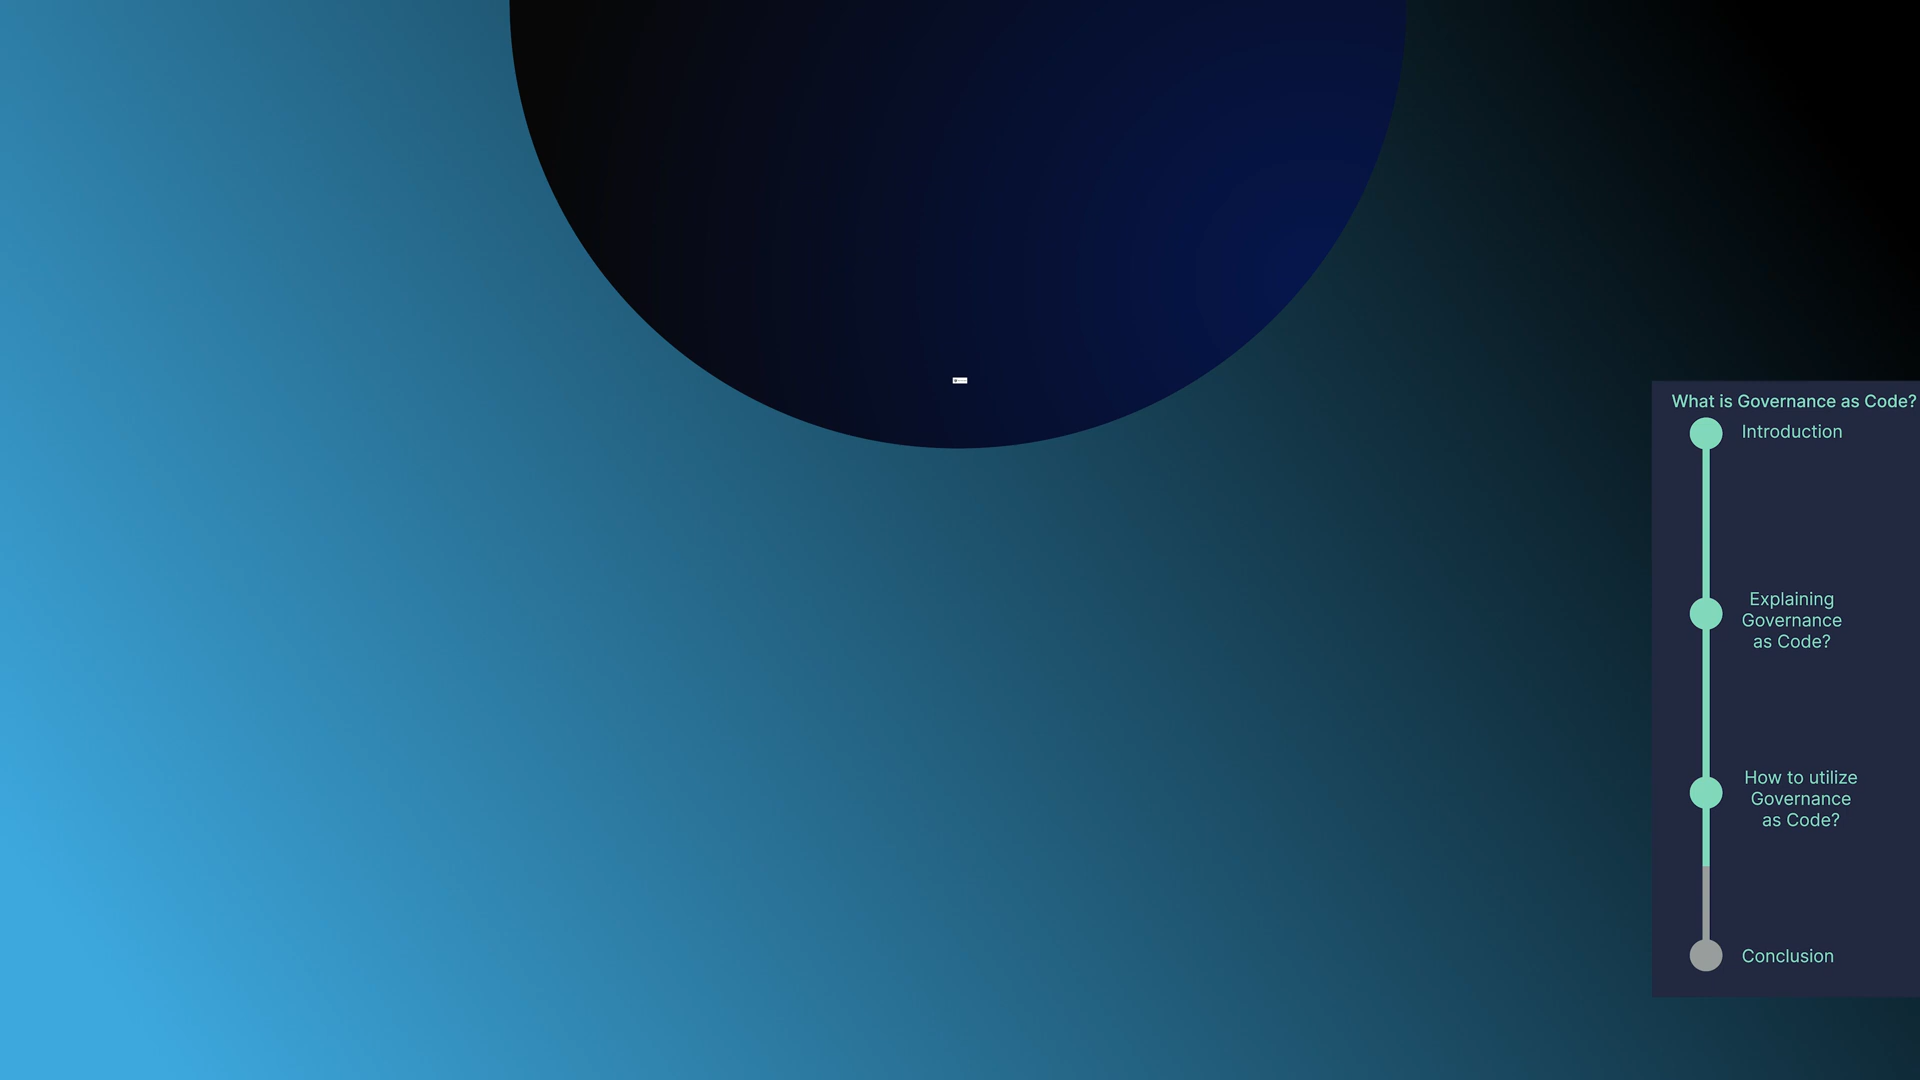 What is Governance as Code?
Introduction
Explaining
Governance
as Code?
How to utilize
Governance
as Code?
Conclusion